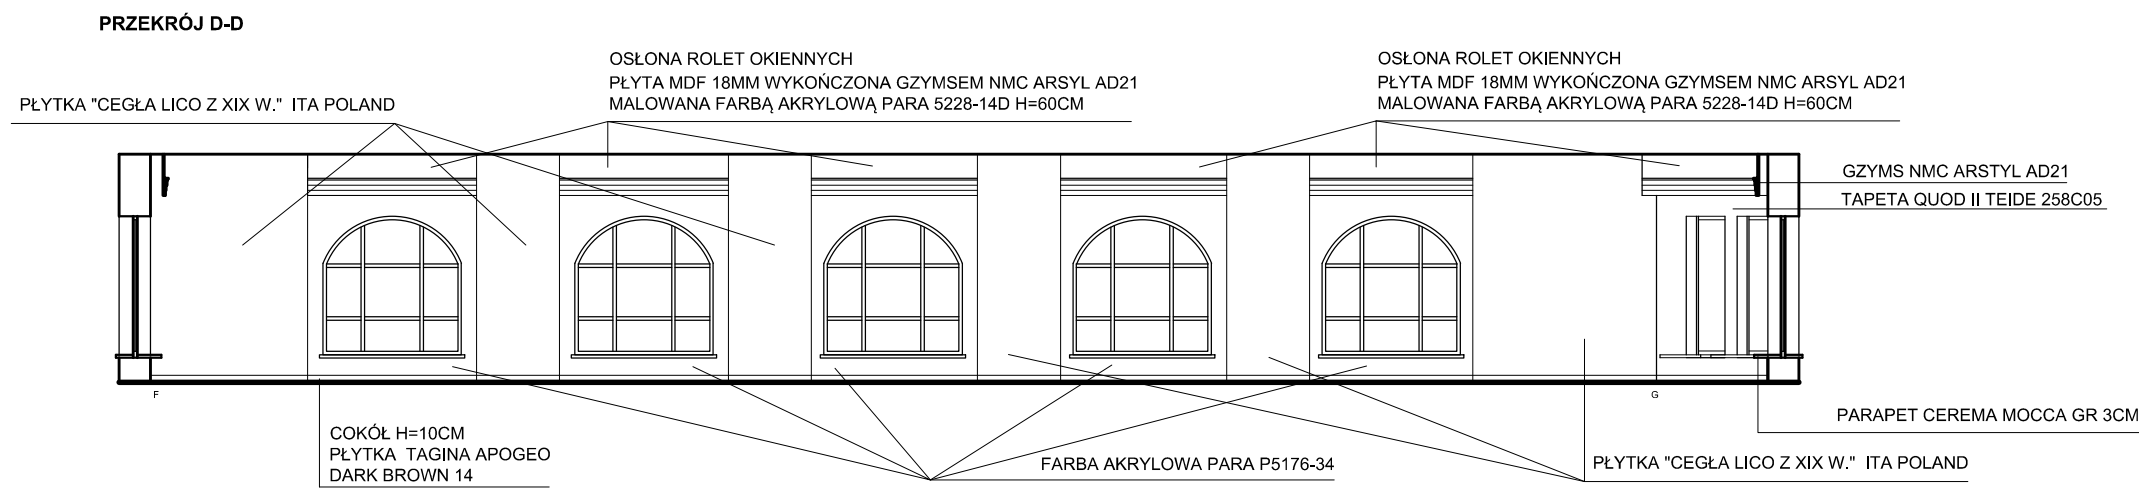 PRZEKRÓJ D-D
OSŁONA ROLET OKIENNYCH
PŁYTA MDF 18MM WYKOŃCZONA GZYMSEM NMC ARSYL AD21
MALOWANA FARBĄ AKRYLOWĄ PARA 5228-14D H=60CM
OSŁONA ROLET OKIENNYCH
PŁYTA MDF 18MM WYKOŃCZONA GZYMSEM NMC ARSYL AD21
MALOWANA FARBĄ AKRYLOWĄ PARA 5228-14D H=60CM
PŁYTKA "CEGŁA LICO Z XIX W." ITA POLAND
GZYMS NMC ARSTYL AD21
TAPETA QUOD II TEIDE 258C05
F
G
PARAPET CEREMA MOCCA GR 3CM
COKÓŁ H=10CM
PŁYTKA TAGINA APOGEO
DARK BROWN 14
FARBA AKRYLOWA PARA P5176-34
PŁYTKA "CEGŁA LICO Z XIX W." ITA POLAND